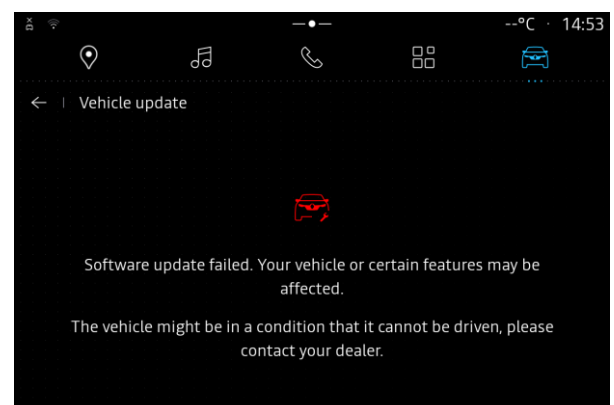 --°C · 14:53
Vehicle update
Software update failed. Your vehicle or certain features may be
affected.
The vehicle might be in a condition that it cannot be driven, please
contact your dealer.